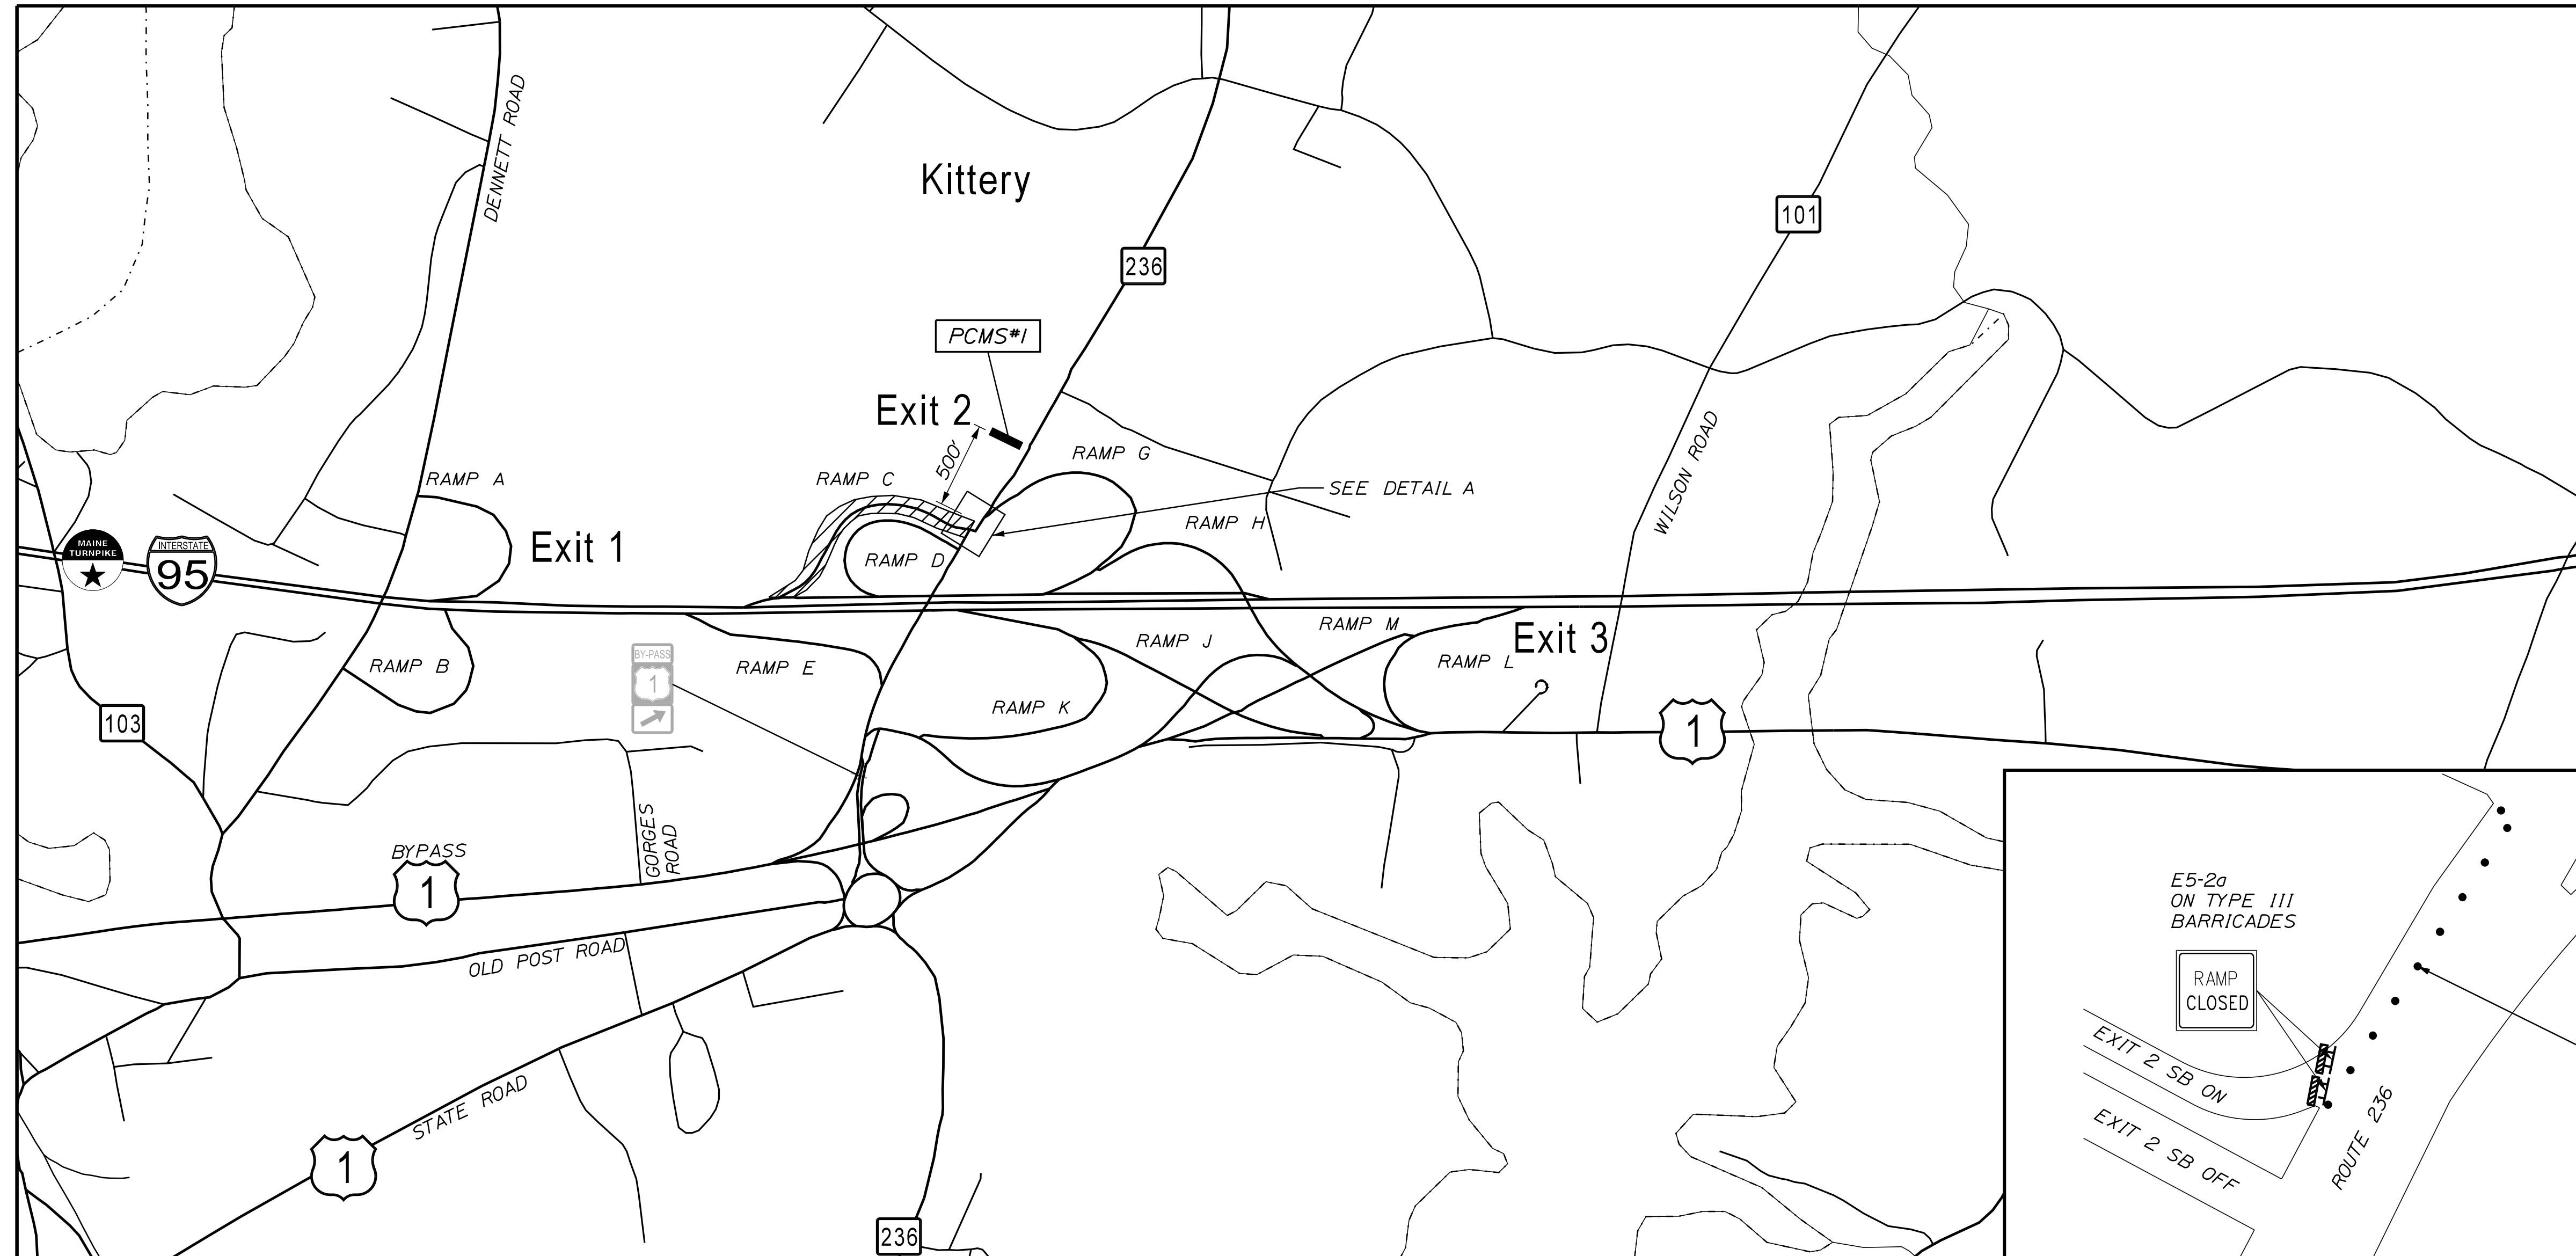 DENNETT ROAD
Kittery
101
236
PCMS#1
Exit 2
500'
RAMP G
RAMP A
RAMP C
SEE DETAIL A
WILSON ROAD
RAMP H
Exit 1
MAINE
TURNPIKE
INTERSTATE
95
RAMP D
RAMP M
Exit 3
RAMP J
RAMP L
RAMP B
BY-PASS
1
RAMP E
RAMP K
103
1
GORGES
ROAD
BYPASS
1
OLD POST ROAD
STATE ROAD
1
236
E5-2a
ON TYPE III
BARRICADES
RAMP
CLOSED
EXIT 2 SB ON
EXIT 2 SB OFF
ROUTE 236